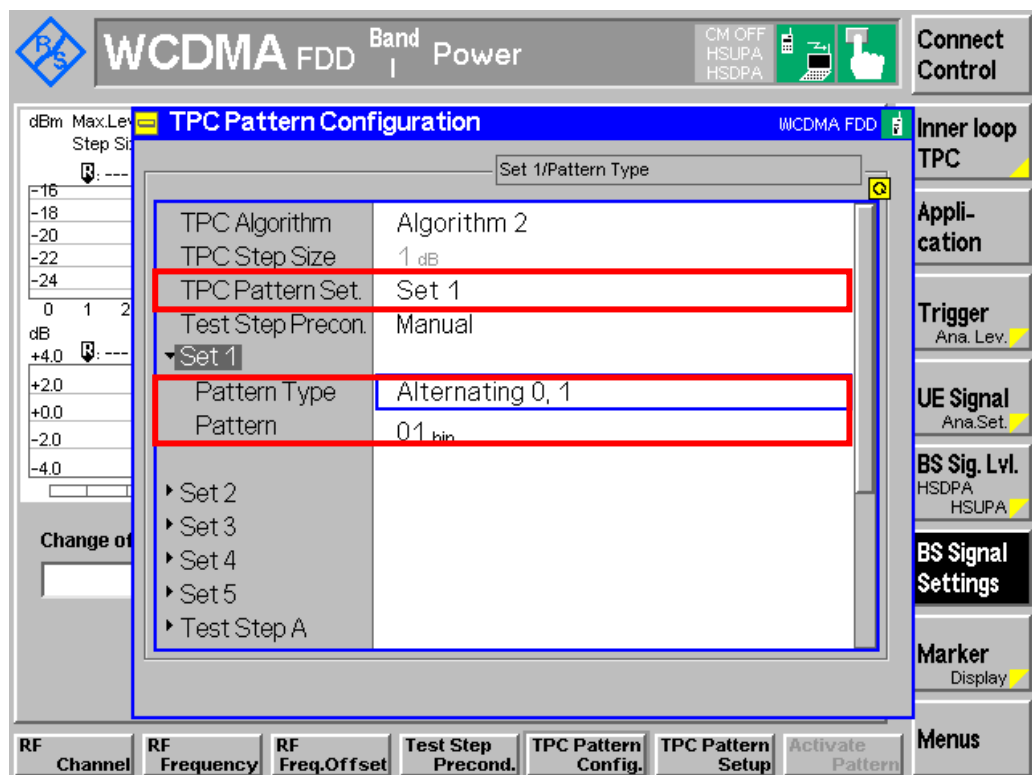 R/S
WCDMA FDD Band I Power
CM OFF
HSUPA
HSDPA
Connect
Control
dBm Max.Lev
Step Siz
R: ---
-16
-18
-20
-22
-24
0 1 2
dB
+4.0 R: ---
+2.0
+0.0
-2.0
-4.0
Change of
TPC Pattern Configuration WCDMA FDD
Set 1/Pattern Type
TPC Algorithm Algorithm 2
TPC Step Size 1 dB
TPC Pattern Set. Set 1
Test Step Precon. Manual
Set 1
Pattern Type Alternating 0, 1
Pattern 01 bin
Set 2
Set 3
Set 4
Set 5
Test Step A
Inner loop
TPC
Appli-
cation
Trigger
Ana. Lev.
UE Signal
Ana.Set.
BS Sig. Lvl.
HSDPA
HSUPA
BS Signal
Settings
Marker
Display
Menus
RF
Channel
RF
Frequency
RF
Freq.Offset
Test Step
Precond.
TPC Pattern
Config.
TPC Pattern
Setup
Activate
Pattern